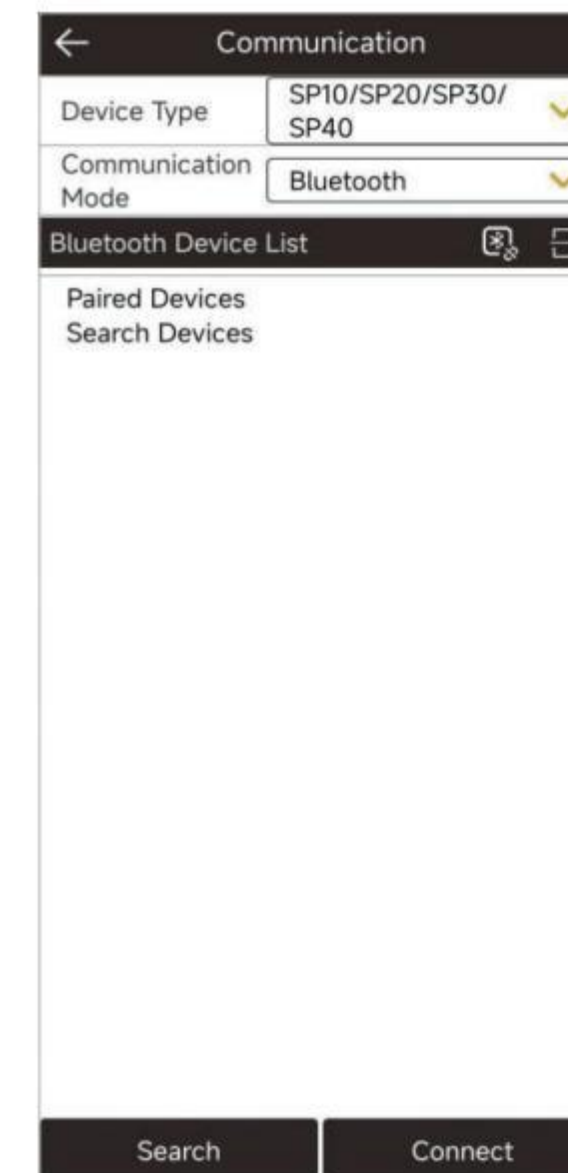 Communication
Device Type
SP10/SP20/SP30/
SP40
Communication
Mode
Bluetooth
Bluetooth Device List
Paired Devices
Search Devices
Search
Connect